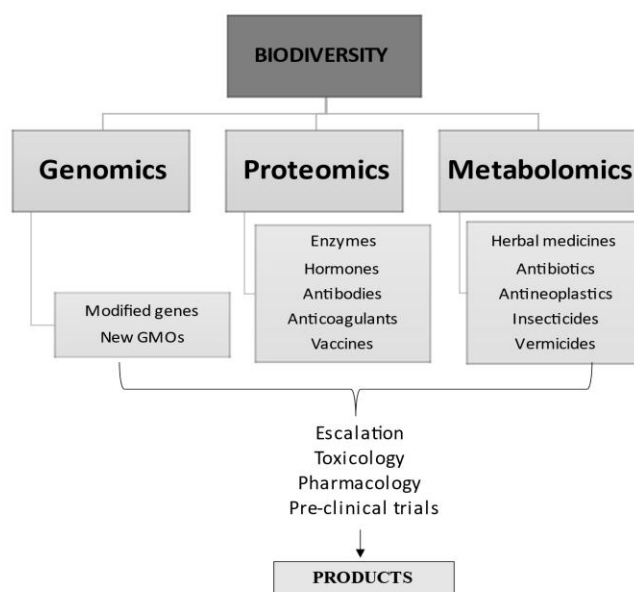 BIODIVERSITY
Genomics
Proteomics
Metabolomics
Modified genes
New GMOs
Enzymes
Hormones
Antibodies
Anticoagulants
Vaccines
Herbal medicines
Antibiotics
Antineoplastics
Insecticides
Vermicides
Escalation
Toxicology
Pharmacology
Pre-clinical trials
PRODUCTS